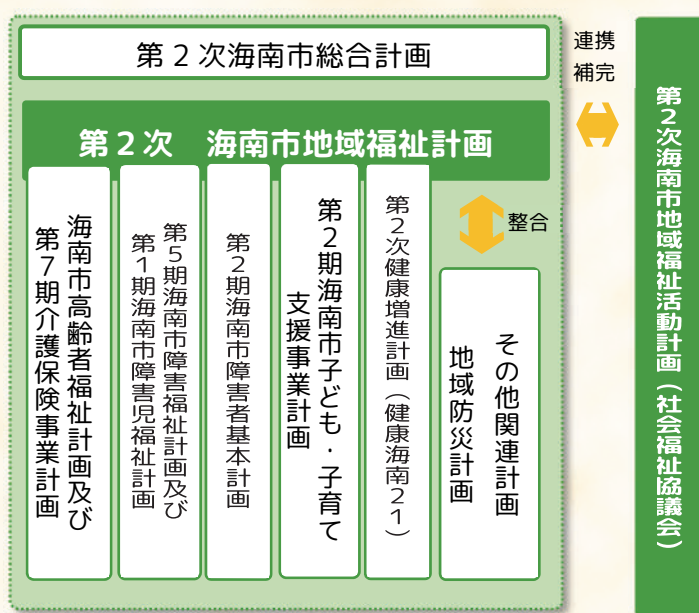 第2次海南市総合計画
連携
補完
第2次　海南市地域福祉計画
整合
海南市高齢者福祉計画及び
第7期介護保険事業計画
第5期海南市障害福祉計画及び
第1期海南市障害児福祉計画
第2期海南市障害者基本計画
第2期海南市子ども・子育て
支援事業計画
第2次健康増進計画（健康海南21）
その他関連計画
地域防災計画
第2次海南市地域福祉活動計画（社会福祉協議会）